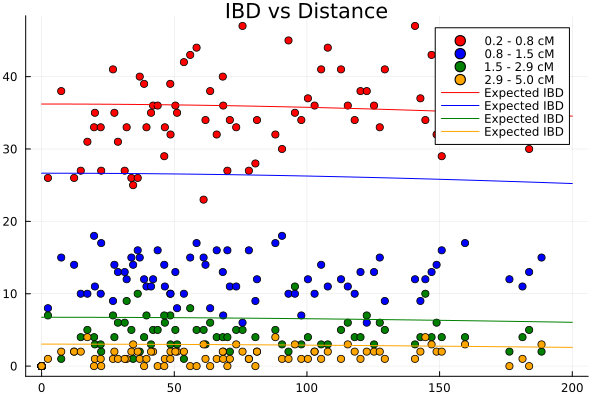 IBD vs Distance
0.2 - 0.8 cM
0.8 - 1.5 cM
1.5 - 2.9 cM
2.9 - 5.0 cM
Expected IBD
Expected IBD
Expected IBD
Expected IBD
40
30
20
10
0
0 50 100 150 200